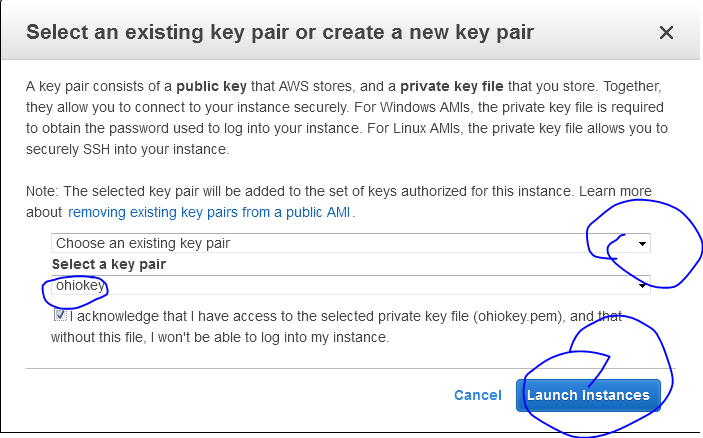 Select an existing key pair or create a new key pair
A key pair consists of a public key that AWS stores, and a private key file that you store. Together,
they allow you to connect to your instance securely. For Windows AMIs, the private key file is required
to obtain the password used to log into your instance. For Linux AMIs, the private key file allows you to
securely SSH into your instance.
Note: The selected key pair will be added to the set of keys authorized for this instance. Learn more
about removing existing key pairs from a public AMI.
Choose an existing key pair
Select a key pair
ohiokey
I acknowledge that I have access to the selected private key file (ohiokey.pem), and that
without this file, I won't be able to log into my instance.
Cancel Launch Instances